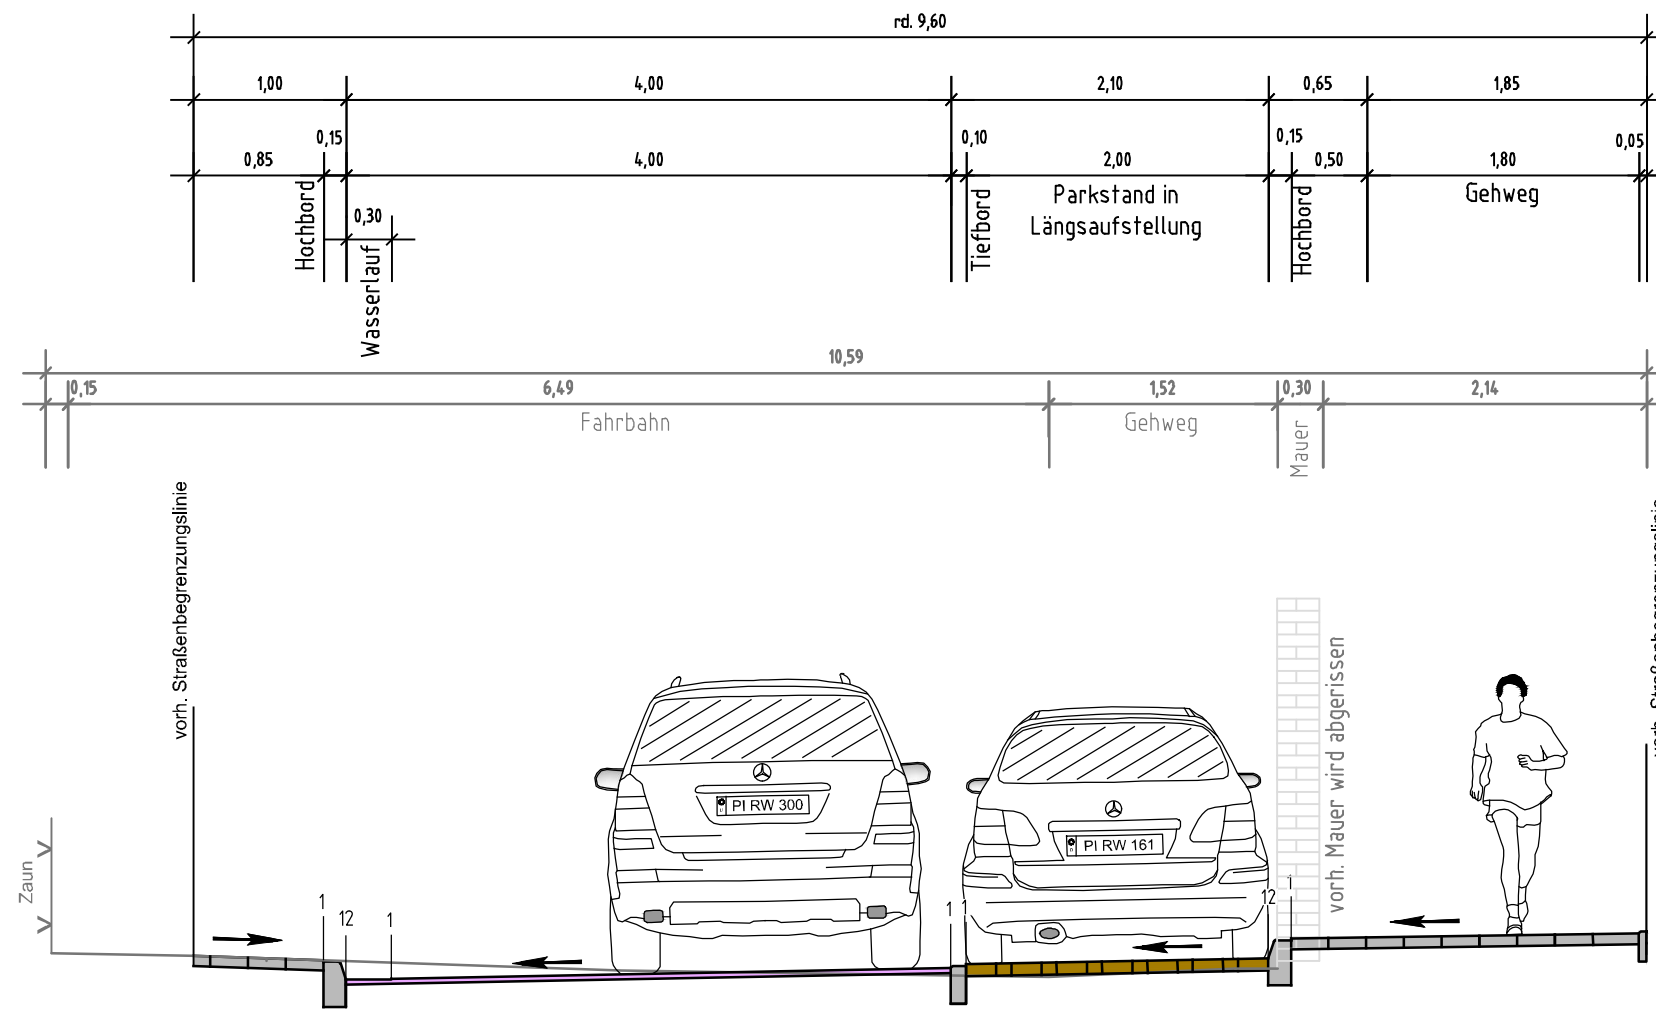 rd. 9,60
1,00
4,00
2,10
0,65
1,85
0,85
0,15
4,00
0,10
2,00
0,15
0,50
1,80
0,05
Hochbord
0,30
Wasserlauf
Tiefbord
Parkstand in
Längsaufstellung
Hochbord
Gehweg
10,59
0,15
6,49
1,52
0,30
2,14
Fahrbahn
Gehweg
Mauer
vorh. Straßenbegrenzungslinie
vorh. Mauer wird abgerissen
Zaun
PI RW 300
PI RW 161
1
12
1
1
1
12
1